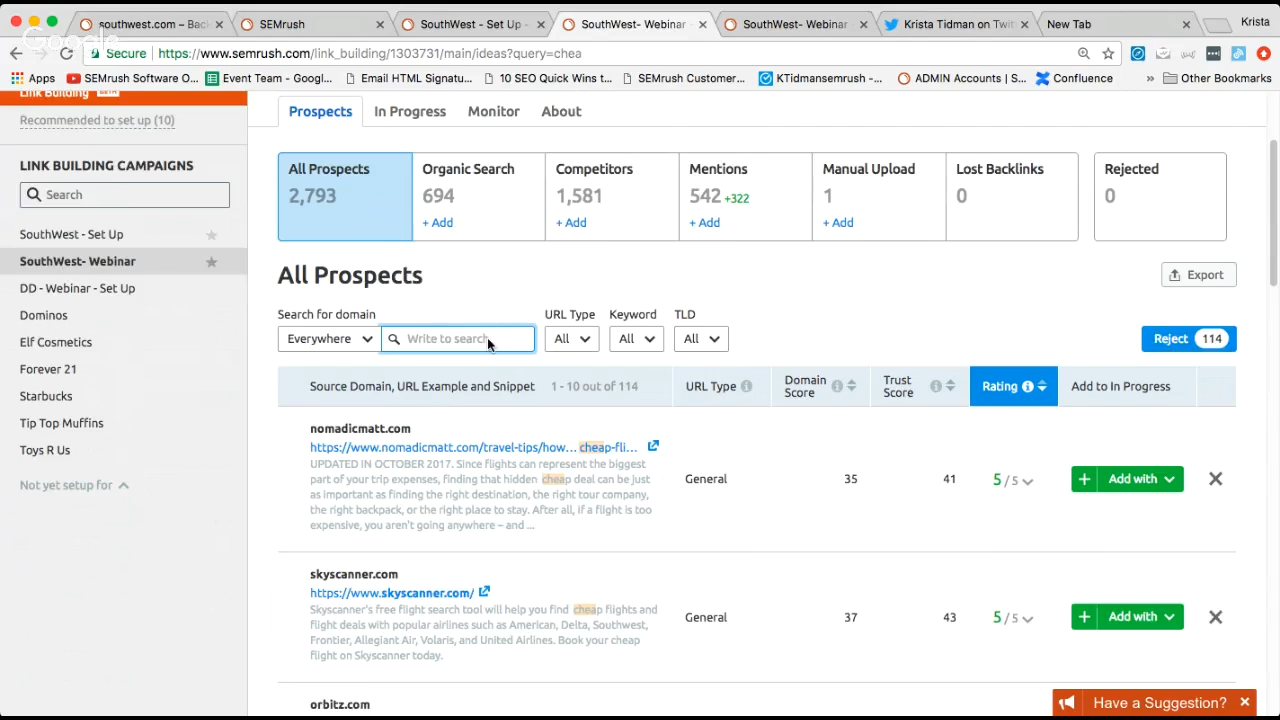 southwest.com – Back
SEMrush
SouthWest - Set Up -
SouthWest- Webinar
SouthWest- Webinar
Krista Tidman on Twitt
New Tab
Krista
Google
Secure
https://www.semrush.com/link_building/1303731/main/ideas?query=chea
Apps
SEMrush Software O...
Event Team - Googl...
Email HTML Signatu...
10 SEO Quick Wins t...
SEMrush Customer...
KTidmansemrush -...
ADMIN Accounts | S...
Confluence
»
Other Bookmarks
Link Building BETA
Recommended to set up (10)
LINK BUILDING CAMPAIGNS
Search
SouthWest - Set Up
SouthWest- Webinar
DD - Webinar - Set Up
Dominos
Elf Cosmetics
Forever 21
Starbucks
Tip Top Muffins
Toys R Us
Not yet setup for
Prospects In Progress Monitor About
All Prospects
2,793
Organic Search
694
+ Add
Competitors
1,581
+ Add
Mentions
542 +322
+ Add
Manual Upload
1
+ Add
Lost Backlinks
0
Rejected
0
All Prospects
Export
Search for domain
URL Type
Keyword
TLD
Everywhere
Write to search
All
All
All
Reject 114
Source Domain, URL Example and Snippet 1 - 10 out of 114
URL Type
Domain Score
Trust Score
Rating
Add to In Progress
nomadicmatt.com
https://www.nomadicmatt.com/travel-tips/how... cheap-fli...
UPDATED IN OCTOBER 2017. Since flights can represent the biggest
part of your trip expenses, finding that hidden cheap deal can be just
as important as finding the right destination, the right tour company,
the right backpack, or the right place to stay. After all, if a flight is too
expensive, you aren't going anywhere – and ...
General
35
41
5 / 5
+ Add with
skyscanner.com
https://www.skyscanner.com/
Skyscanner's free flight search tool will help you find cheap flights and
flight deals with popular airlines such as American, Delta, Southwest,
Frontier, Allegiant Air, Volaris, and United Airlines. Book your cheap
flight on Skyscanner today.
General
37
43
5 / 5
+ Add with
orbitz.com
Have a Suggestion?